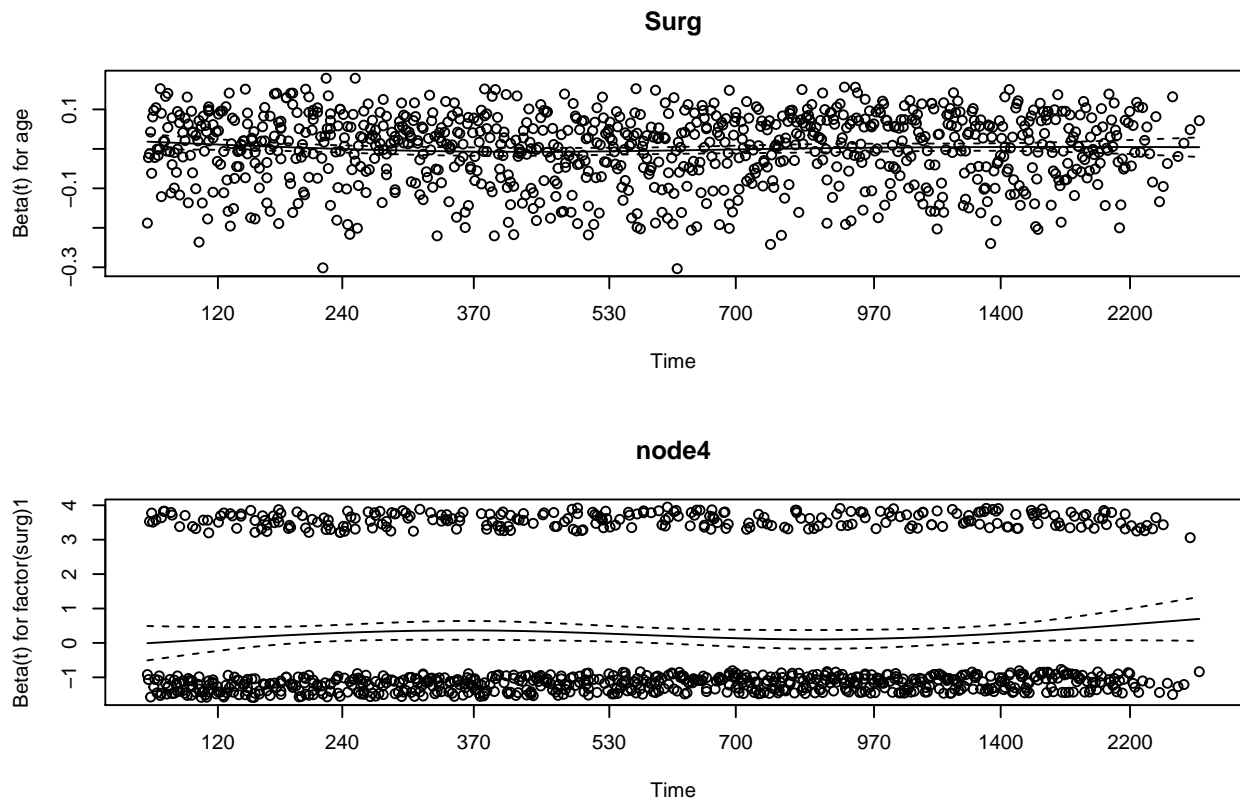 Surg
Beta(t) for age
0.1
−0.1
−0.3
120 240 370 530 700 970 1400 2200
Time
node4
Beta(t) for factor(surg)1
4
3
2
1
0
−1
120 240 370 530 700 970 1400 2200
Time